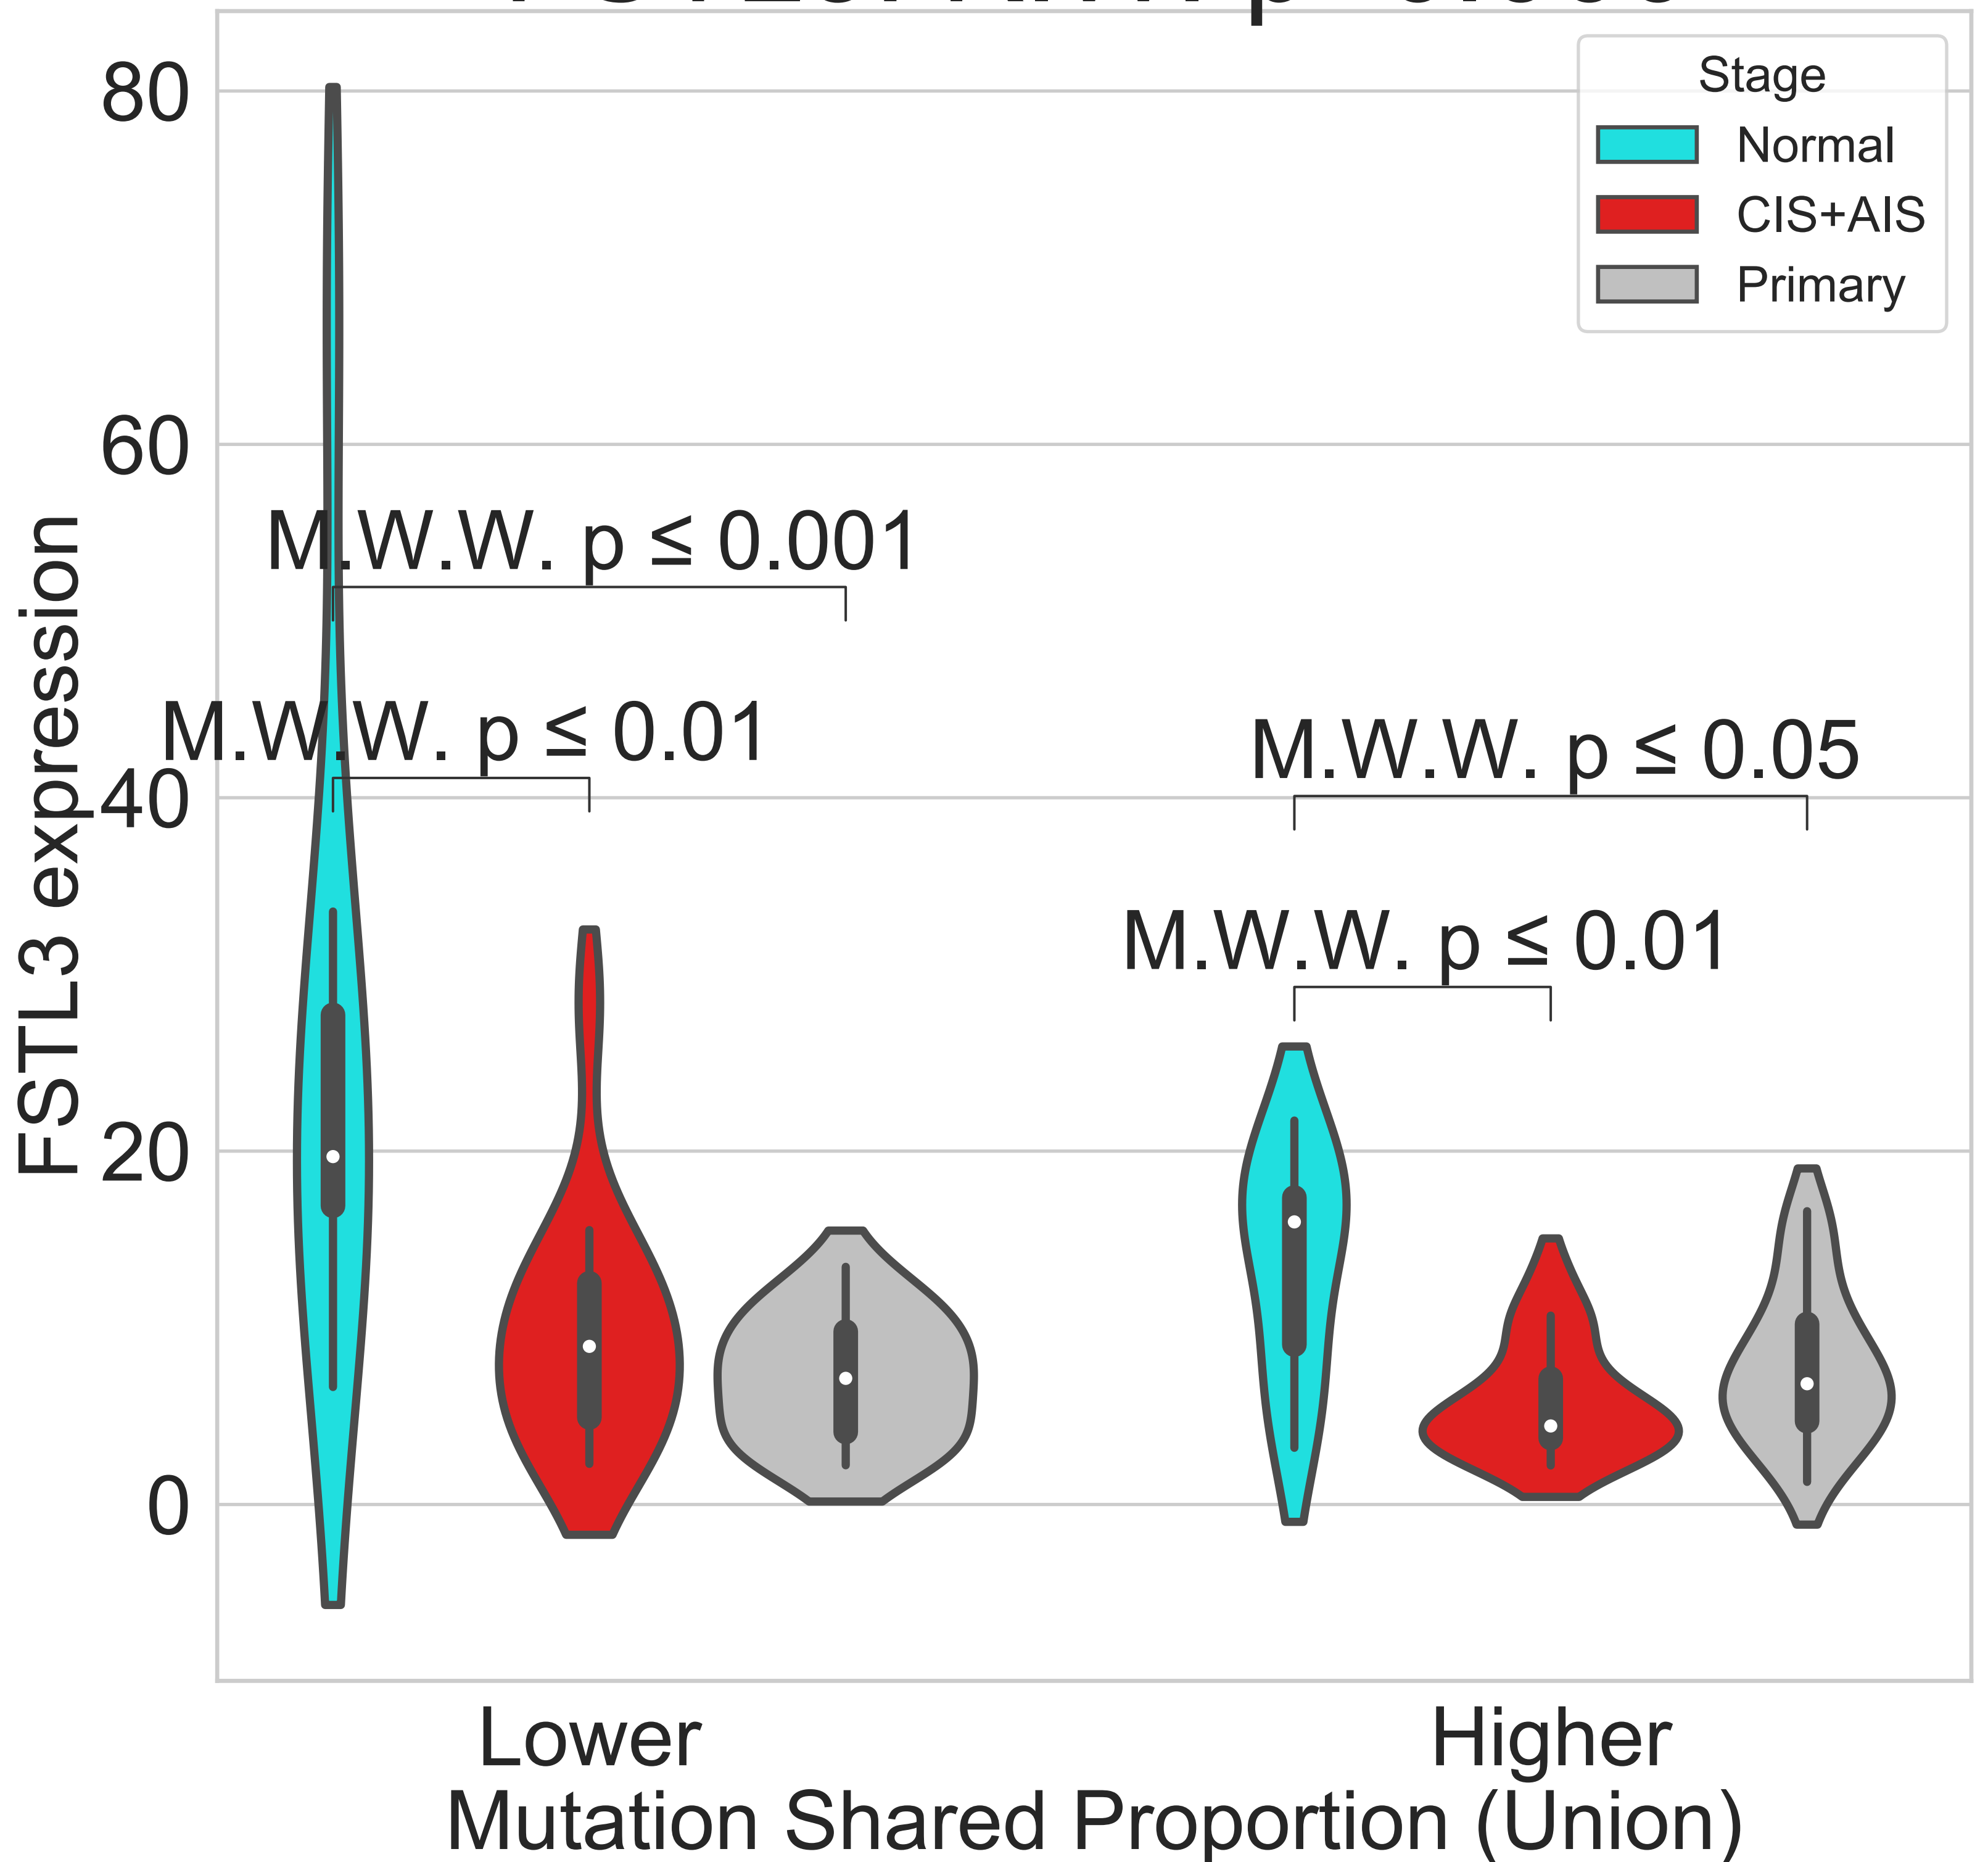 80
60
40
20
0
FSTL3 expression
Stage
Normal
CIS+AIS
Primary
M.W.W. p ≤ 0.001
M.W.W. p ≤ 0.01
M.W.W. p ≤ 0.05
M.W.W. p ≤ 0.01
Lower
Higher
Mutation Shared Proportion (Union)